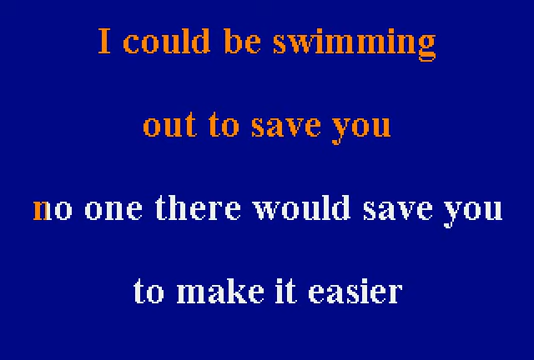 I could be swimming
out to save you
no one there would save you
to make it easier